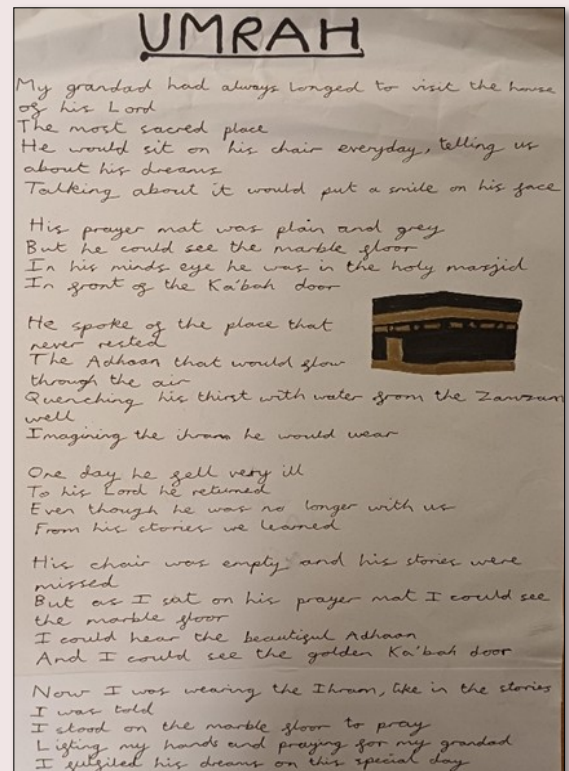 UMRAH
My grandad had always longed to visit the house
of his Lord
The most sacred place
He would sit on his chair everyday, telling us
about his dreams
Talking about it would put a smile on his face
His prayer mat was plain and grey
But he could see the marble floor
In his minds eye he was in the holy masjid
In front of the Ka'bah door
He spoke of the place that
never rested
The Adhaan that would flow
through the air
Quenching his thirst with water from the Zamzam
well
Imagining the ihram he would wear
One day he fell very ill
To his Lord he returned
Even though he was no longer with us
From his stories we learned
His chair was empty and his stories were
missed
But as I sat on his prayer mat I could see
the marble floor
I could hear the beautiful Adhaan
And I could see the golden Ka'bah door
Now I was wearing the Ihram, like in the stories
I was told
I stood on the marble floor to pray
Lifting my hands and praying for my grandad
I fulfiled his dreams on this special day